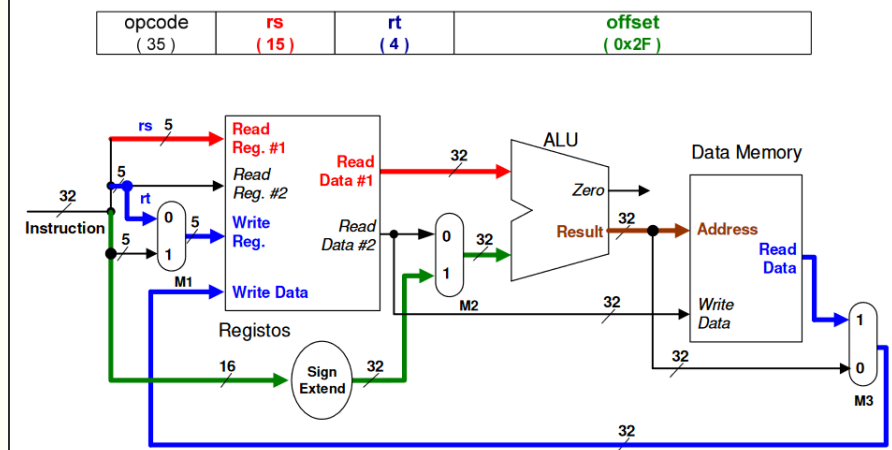 opcode
( 35 )
rs
( 15 )
rt
( 4 )
offset
( 0x2F )
rs
5
Read
Reg. #1
5
rt
Read
Reg. #2
32
Instruction
0
1
5
5
M1
Write
Reg.
Write Data
Read
Data #1
Read
Data #2
Registos
32
0
1
32
M2
ALU
Zero
Result
32
Data Memory
Address
Read
Data
Write
Data
32
32
1
0
M3
16
Sign
Extend
32
32